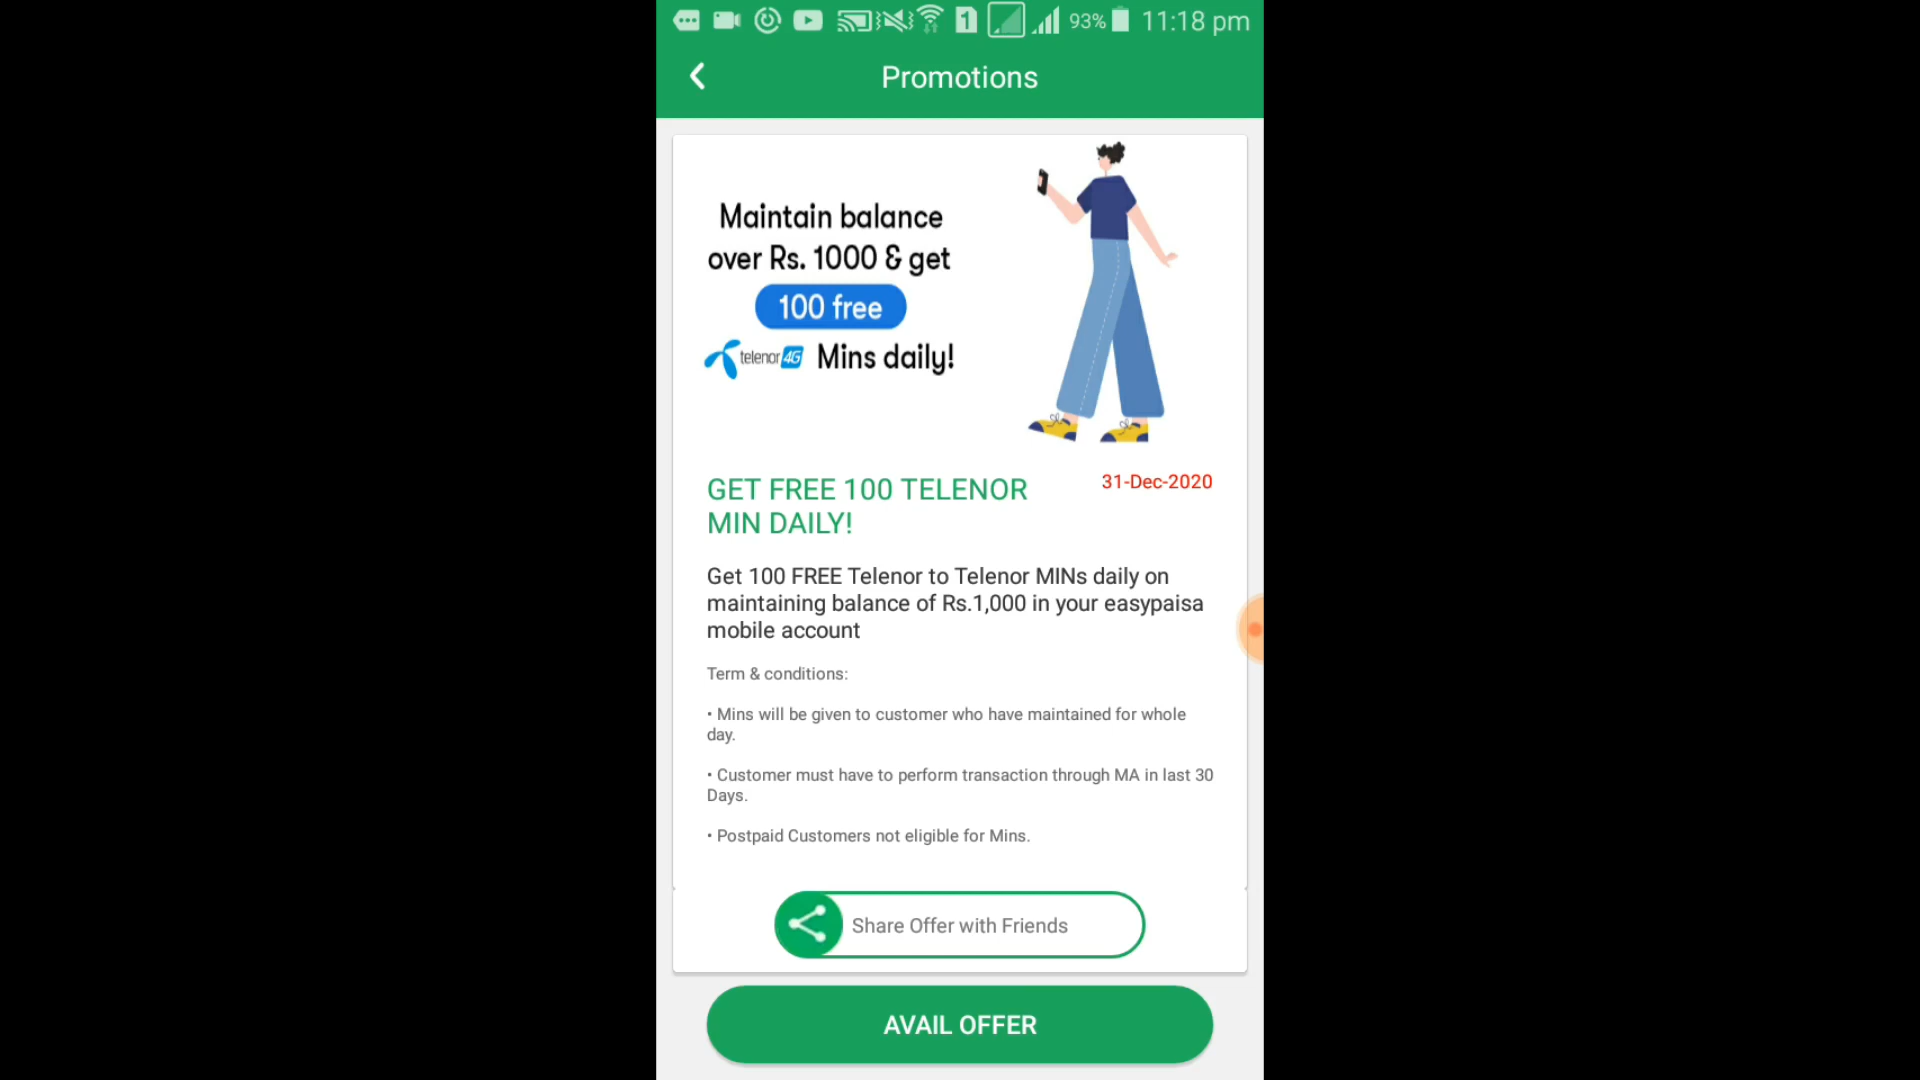 1 93% 11:18 pm
Promotions
Maintain balance
over Rs. 1000 & get
100 free
telenor 4G Mins daily!
GET FREE 100 TELENOR
MIN DAILY!
31-Dec-2020
Get 100 FREE Telenor to Telenor MINs daily on
maintaining balance of Rs.1,000 in your easypaisa
mobile account
Term & conditions:
• Mins will be given to customer who have maintained for whole
day.
• Customer must have to perform transaction through MA in last 30
Days.
• Postpaid Customers not eligible for Mins.
Share Offer with Friends
AVAIL OFFER